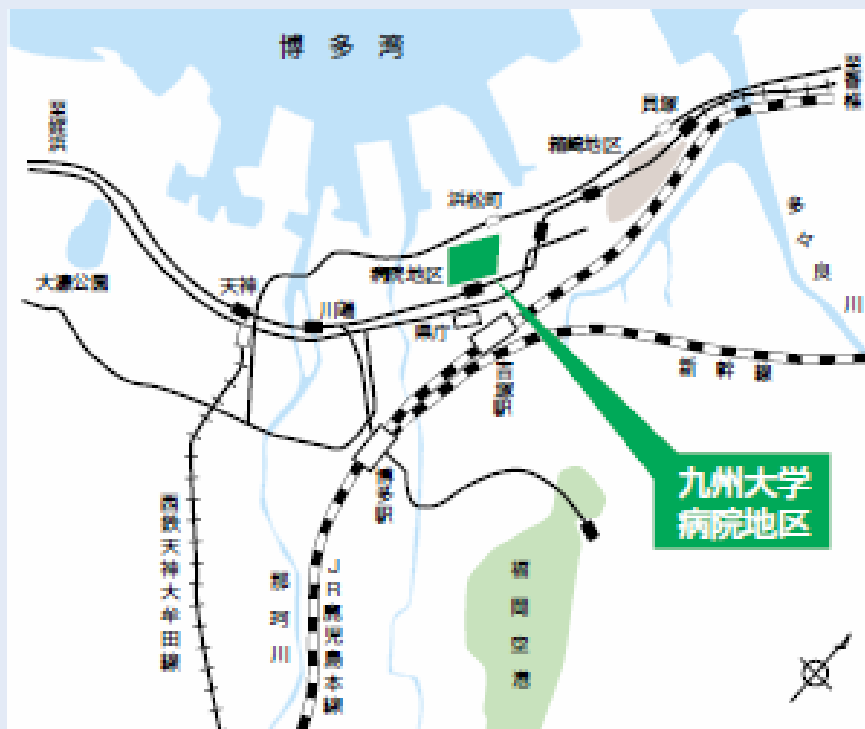 博多湾
貝塚
箱崎地区
浜松町
多々良川
大濠公園
天神
病院地区
川端
県庁
吉塚駅
新幹線
九州大学
病院地区
博多駅
西鉄天神大牟田線
那珂川
JR鹿児島本線
福岡空港